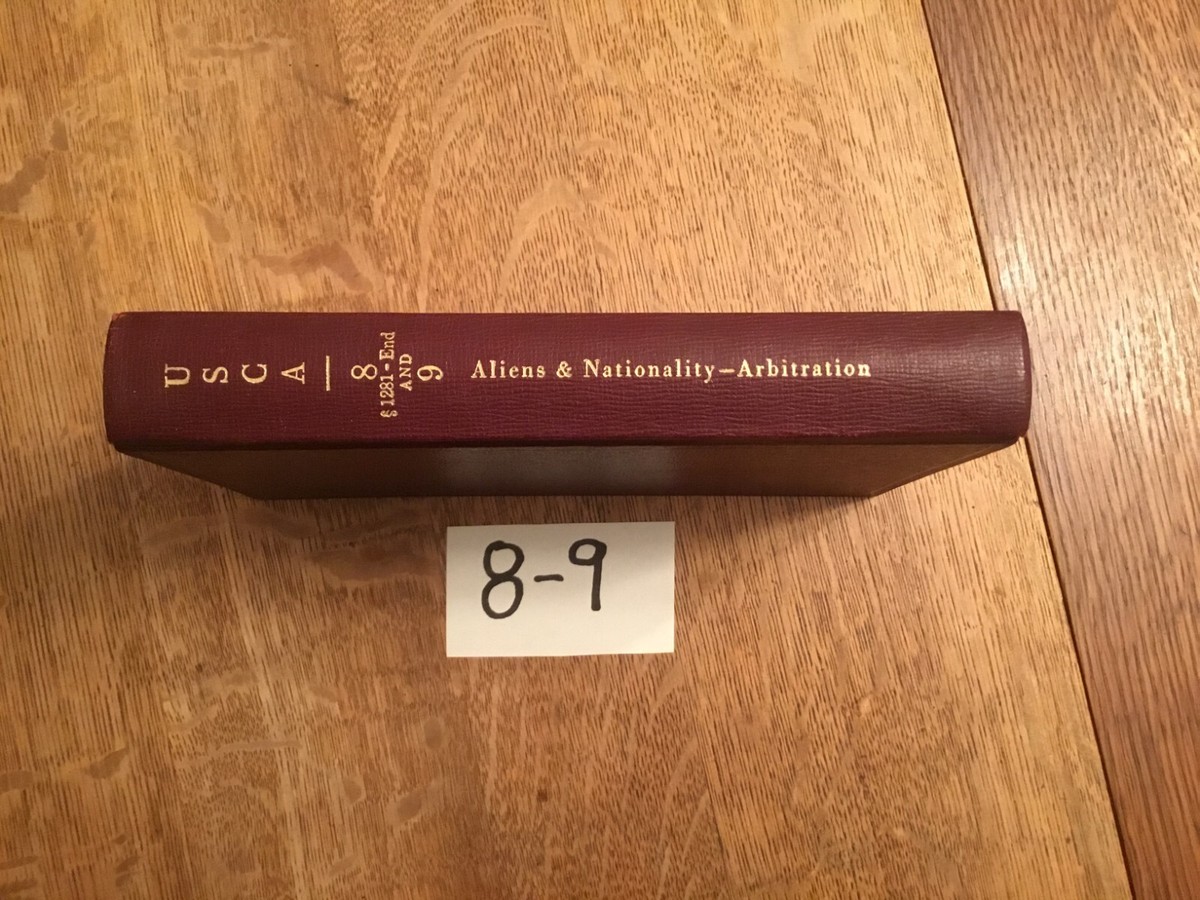 U
S
C
A
8
§ 1281-End
AND
9
Aliens & Nationality-Arbitration
8-9